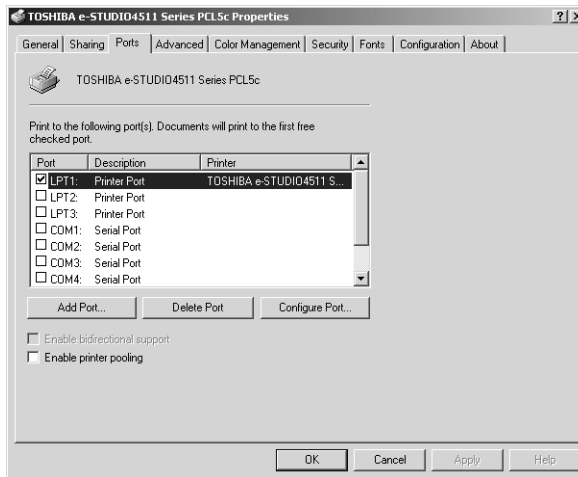 TOSHIBA e-STUDIO4511 Series PCL5c Properties
General Sharing Ports Advanced Color Management Security Fonts Configuration About
TOSHIBA e-STUDIO4511 Series PCL5c
Print to the following port(s). Documents will print to the first free
checked port.
Port Description Printer
LPT1: Printer Port TOSHIBA e-STUDIO4511 S...
LPT2: Printer Port
LPT3: Printer Port
COM1: Serial Port
COM2: Serial Port
COM3: Serial Port
COM4: Serial Port
Add Port... Delete Port Configure Port...
Enable bidirectional support
Enable printer pooling
OK Cancel Apply Help